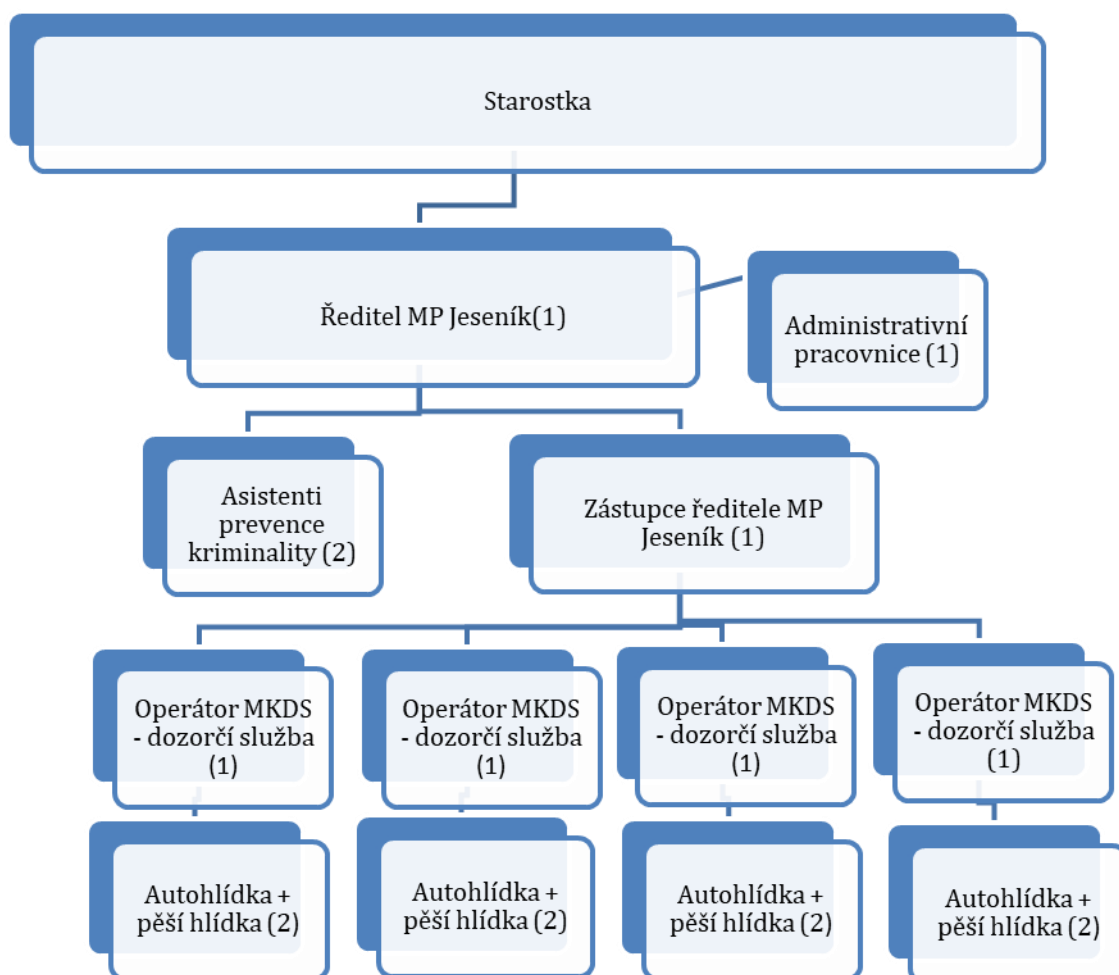 Starostka
Ředitel MP Jeseník(1)
Administrativní
pracovnice (1)
Asistenti
prevence
kriminality (2)
Zástupce ředitele MP
Jeseník (1)
Operátor MKDS
- dozorčí služba
(1)
Operátor MKDS
- dozorčí služba
(1)
Operátor MKDS
- dozorčí služba
(1)
Operátor MKDS
- dozorčí služba
(1)
Autohlídka +
pěší hlídka (2)
Autohlídka +
pěší hlídka (2)
Autohlídka +
pěší hlídka (2)
Autohlídka +
pěší hlídka (2)